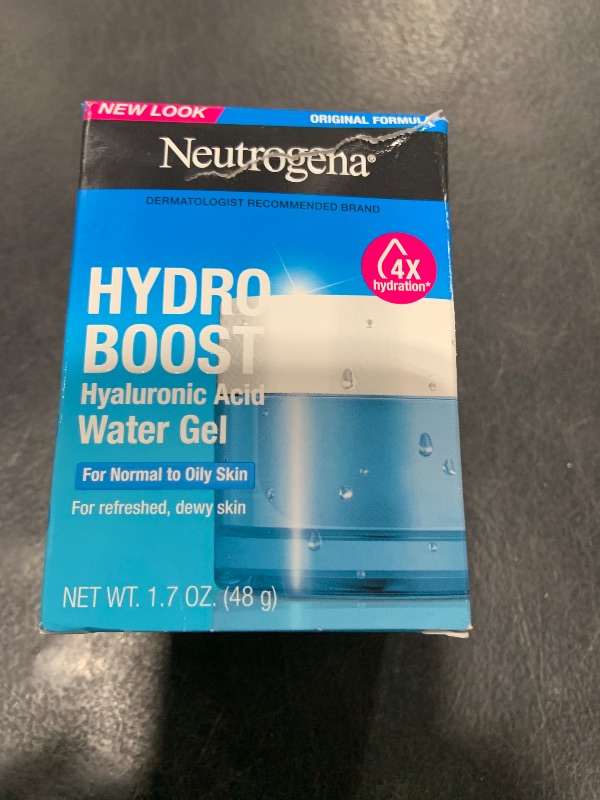 NEW LOOK
ORIGINAL FORMULA
Neutrogena®
DERMATOLOGIST RECOMMENDED BRAND
4X
hydration*
HYDRO
BOOST
Hyaluronic Acid
Water Gel
For Normal to Oily Skin
For refreshed, dewy skin
NET WT. 1.7 OZ. (48 g)